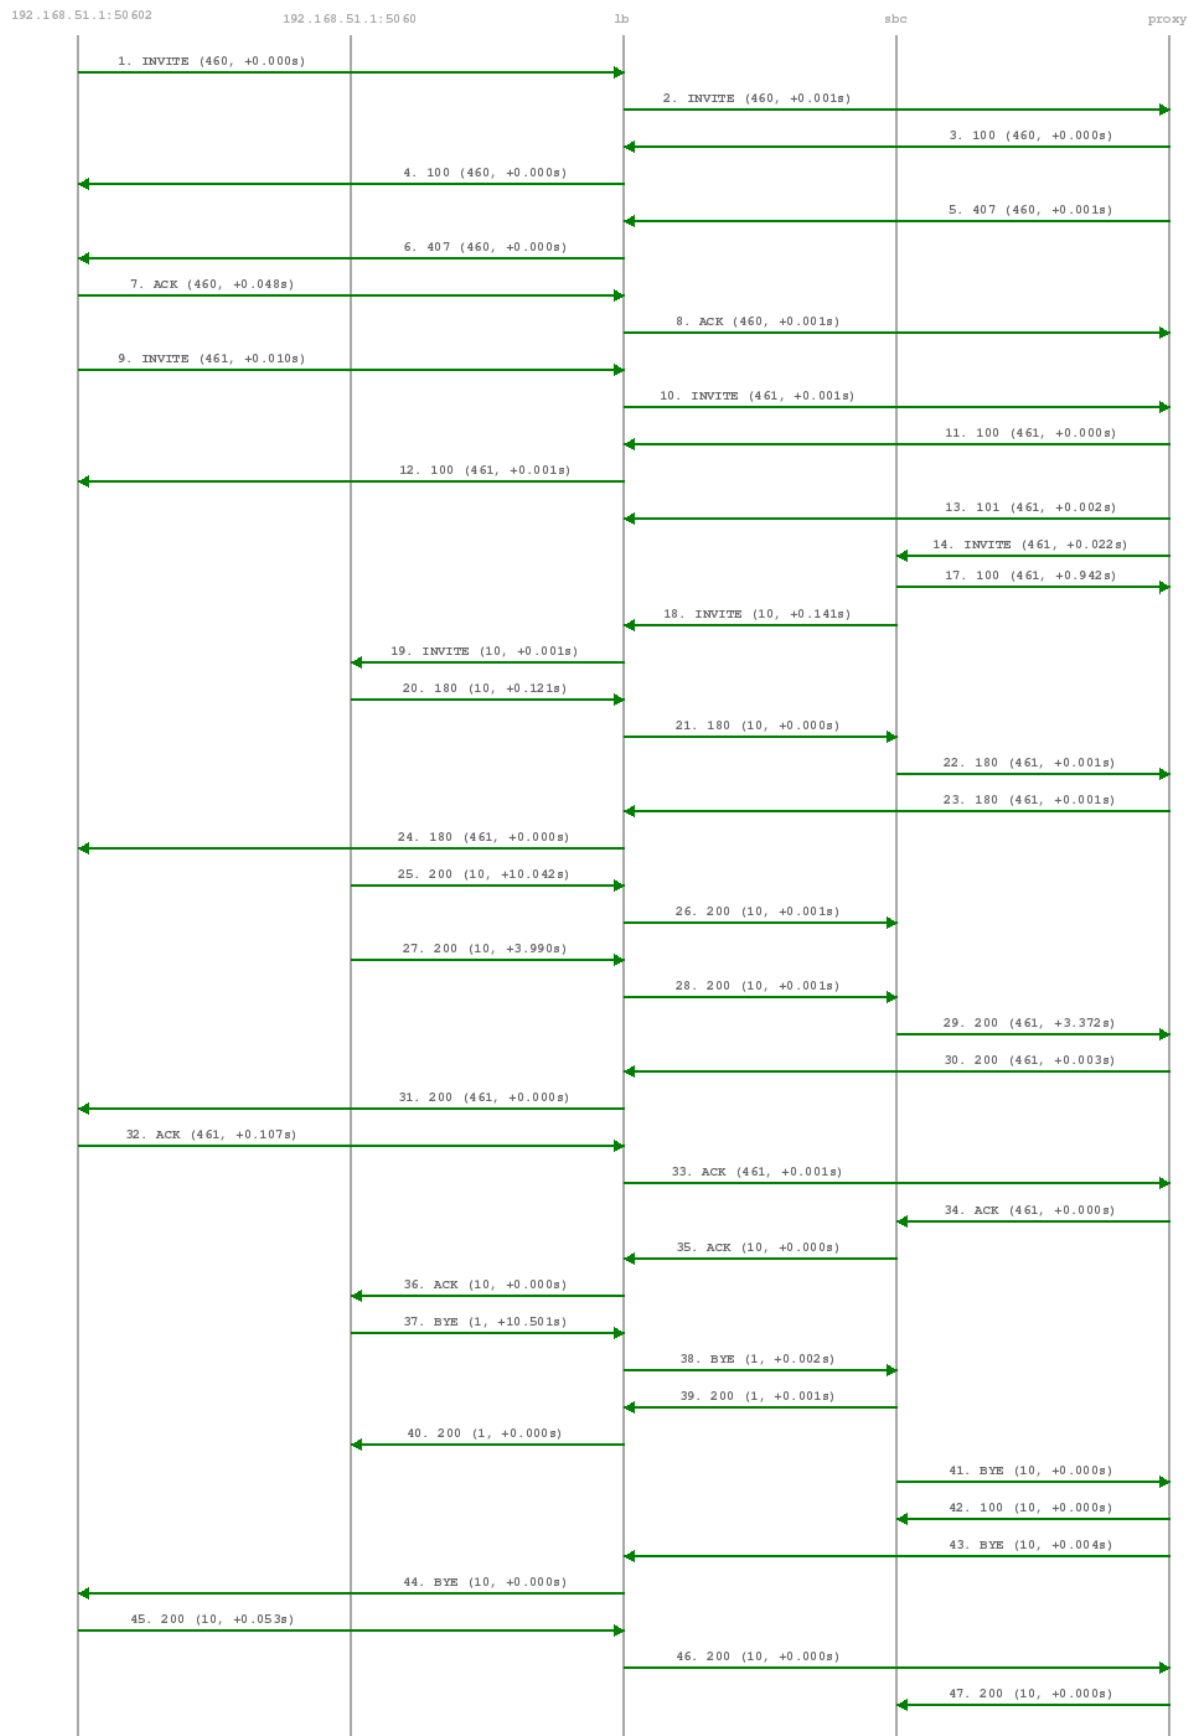 192.168.51.1:50602
192.168.51.1:5060
lb
sbc
proxy
1. INVITE (460, +0.000s)
2. INVITE (460, +0.001s)
3. 100 (460, +0.000s)
4. 100 (460, +0.000s)
5. 407 (460, +0.001s)
6. 407 (460, +0.000s)
7. ACK (460, +0.048s)
8. ACK (460, +0.001s)
9. INVITE (461, +0.010s)
10. INVITE (461, +0.001s)
11. 100 (461, +0.000s)
12. 100 (461, +0.001s)
13. 101 (461, +0.002s)
14. INVITE (461, +0.022s)
17. 100 (461, +0.942s)
18. INVITE (10, +0.141s)
19. INVITE (10, +0.001s)
20. 180 (10, +0.121s)
21. 180 (10, +0.000s)
22. 180 (461, +0.001s)
23. 180 (461, +0.001s)
24. 180 (461, +0.000s)
25. 200 (10, +10.042s)
26. 200 (10, +0.001s)
27. 200 (10, +3.990s)
28. 200 (10, +0.001s)
29. 200 (461, +3.372s)
30. 200 (461, +0.003s)
31. 200 (461, +0.000s)
32. ACK (461, +0.107s)
33. ACK (461, +0.001s)
34. ACK (461, +0.000s)
35. ACK (10, +0.000s)
36. ACK (10, +0.000s)
37. BYE (1, +10.501s)
38. BYE (1, +0.002s)
39. 200 (1, +0.001s)
40. 200 (1, +0.000s)
41. BYE (10, +0.000s)
42. 100 (10, +0.000s)
43. BYE (10, +0.004s)
44. BYE (10, +0.000s)
45. 200 (10, +0.053s)
46. 200 (10, +0.000s)
47. 200 (10, +0.000s)